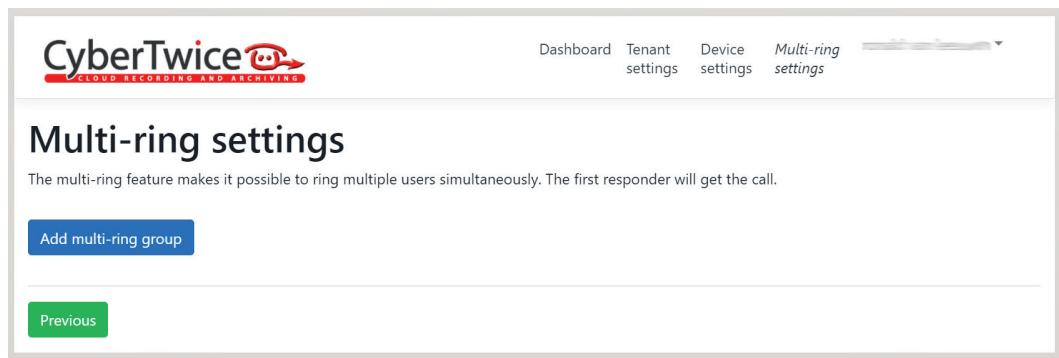 CyberTwice
CLOUD RECORDING AND ARCHIVING
Dashboard
Tenant
settings
Device
settings
Multi-ring
settings
Multi-ring settings
The multi-ring feature makes it possible to ring multiple users simultaneously. The first responder will get the call.
Add multi-ring group
Previous